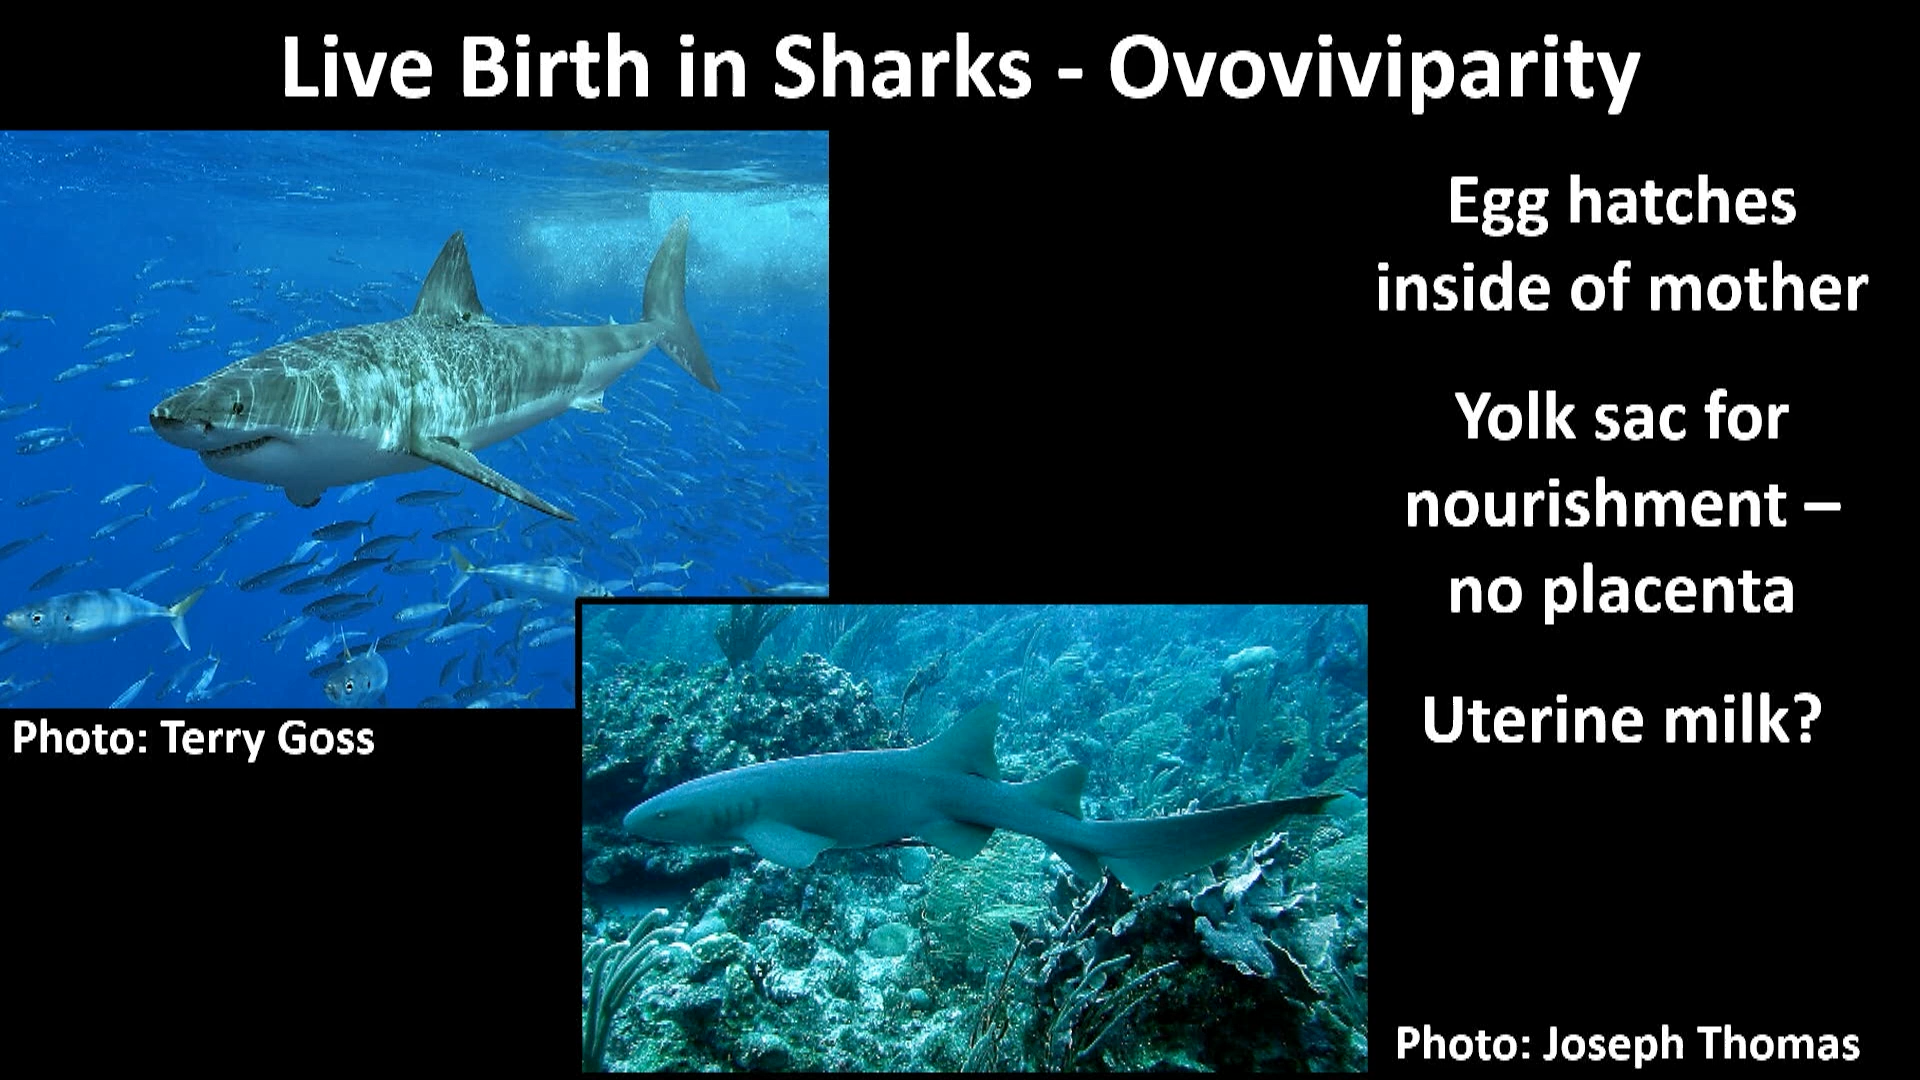 Live Birth in Sharks - Ovoviviparity
Egg hatches
inside of mother
Yolk sac for
nourishment –
no placenta
Uterine milk?
Photo: Terry Goss
Photo: Joseph Thomas